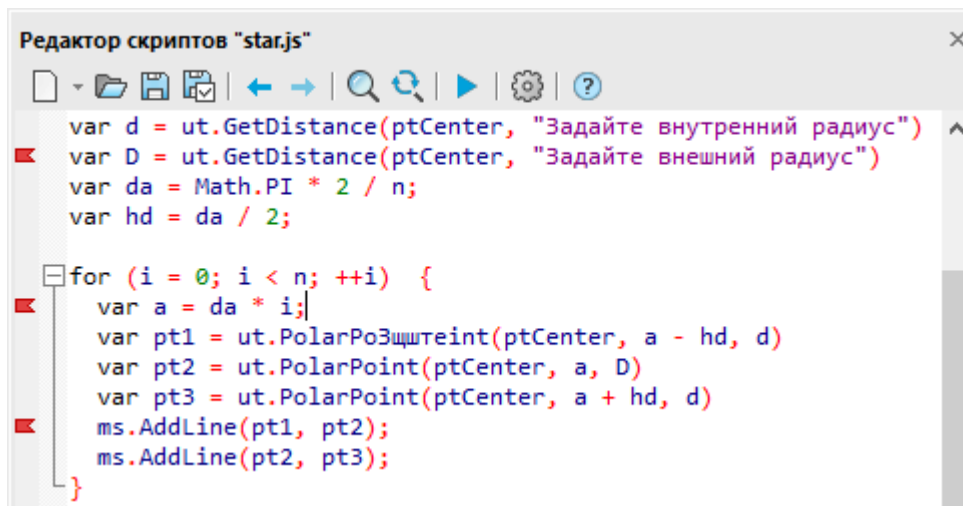 Редактор скриптов "star.js"
var d = ut.GetDistance(ptCenter, "Задайте внутренний радиус")
var D = ut.GetDistance(ptCenter, "Задайте внешний радиус")
var da = Math.PI * 2 / n;
var hd = da / 2;
for (i = 0; i < n; ++i)  {
var a = da * i;
var pt1 = ut.PolarPoЗщштеint(ptCenter, a - hd, d)
var pt2 = ut.PolarPoint(ptCenter, a, D)
var pt3 = ut.PolarPoint(ptCenter, a + hd, d)
ms.AddLine(pt1, pt2);
ms.AddLine(pt2, pt3);
}